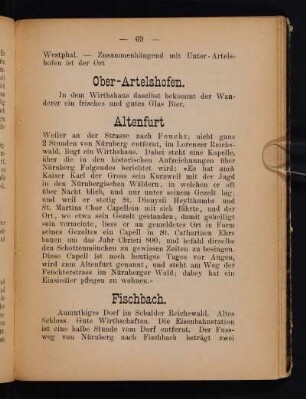 — 69 —
Westphal. — Zusammenhängend mit Unter-Artels-
hofen ist der Ort
Ober-Artelshofen.
In dem Wirthshaus daselbst bekommt der Wan-
derer ein frisches und gutes Glas Bier.
Altenfurt
Weiler an der Strasse nach Feucht; nicht ganz
2 Stunden von Nürnberg entfernt, im Lorenzer Reichs-
wald, liegt ein Wirthshaus. Dabei steht eine Kapelle,
über die in den historischen Aufzeichnungen über
Nürnberg Folgendes berichtet wird: »Es hat auch
Kaiser Karl der Gross sein Kurzweil mit der Jagd
in den Nürnbergischen Wäldern, in welchen er oft
über Nacht blieb, und nur unter seinem Gezelt lag;
und weil er stetig St. Dionysii Heylthumb und
St. Martins Chor Capellein mit sich führte, und der
Ort, wo etwa sein Gezelt gestanden, damit geheiligt
sein vermeinte, liess er an gemeldetes Ort in Form
seines Gezeltes ein Capell in St. Catharinen Ehre
bauen um das Jahr Christi 800, und befahl dieselbe
den Schottenmönchen zu gewissen Zeiten zu besingen.
Diese Capell ist noch heutiges Tages vor Augen,
wird zum Altenfurt genannt, und steht am Weg der
Feuchterstrass im Nürnberger Wald; dabey hat ein
Einsiedler pflegen zu wohnen.«
Fischbach.
Anmuthiges Dorf im Sebalder Reichswald. Altes
Schloss. Gute Wirthschaften. Die Eisenbahnstation
ist eine halbe Stunde vom Dorf entfernt. Der Fuss-
weg von Nürnberg nach Fischbach beträgt zwei